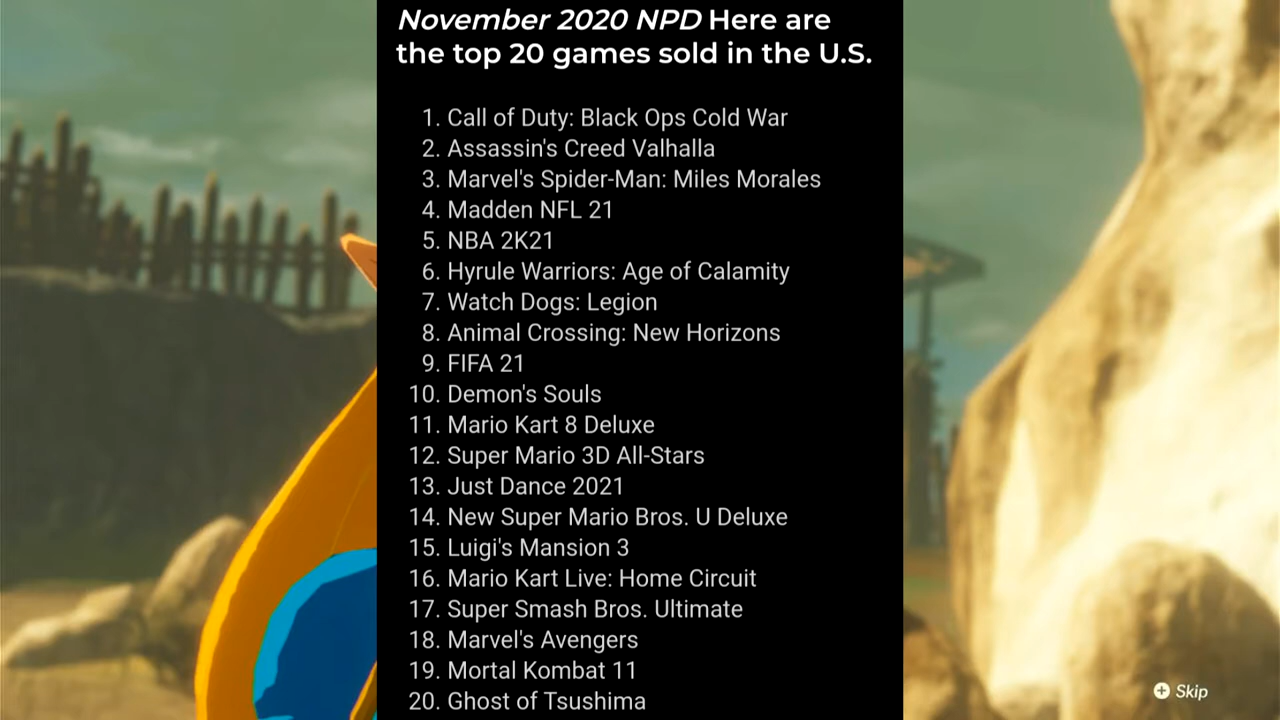 November 2020 NPD Here are
the top 20 games sold in the U.S.
1. Call of Duty: Black Ops Cold War
2. Assassin's Creed Valhalla
3. Marvel's Spider-Man: Miles Morales
4. Madden NFL 21
5. NBA 2K21
6. Hyrule Warriors: Age of Calamity
7. Watch Dogs: Legion
8. Animal Crossing: New Horizons
9. FIFA 21
10. Demon's Souls
11. Mario Kart 8 Deluxe
12. Super Mario 3D All-Stars
13. Just Dance 2021
14. New Super Mario Bros. U Deluxe
15. Luigi's Mansion 3
16. Mario Kart Live: Home Circuit
17. Super Smash Bros. Ultimate
18. Marvel's Avengers
19. Mortal Kombat 11
20. Ghost of Tsushima
Skip